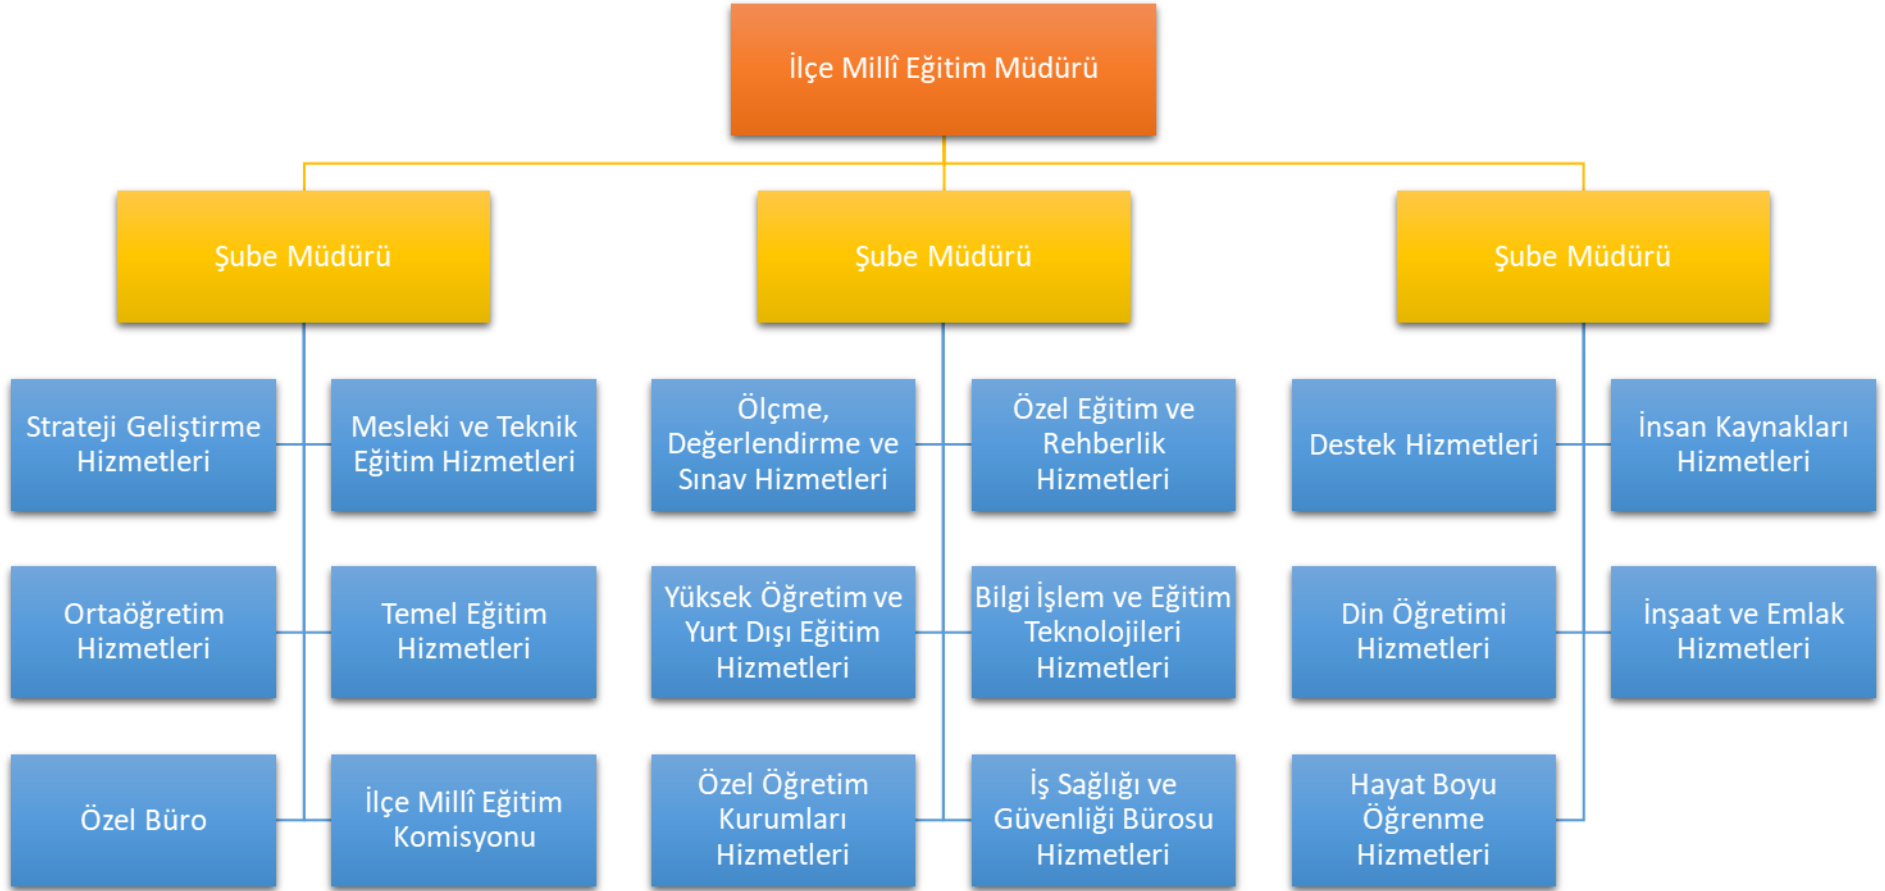 İlçe Millî Eğitim Müdürü
Şube Müdürü
Şube Müdürü
Şube Müdürü
Strateji Geliştirme
Hizmetleri
Mesleki ve Teknik
Eğitim Hizmetleri
Ölçme,
Değerlendirme ve
Sınav Hizmetleri
Özel Eğitim ve
Rehberlik
Hizmetleri
Destek Hizmetleri
İnsan Kaynakları
Hizmetleri
Ortaöğretim
Hizmetleri
Temel Eğitim
Hizmetleri
Yüksek Öğretim ve
Yurt Dışı Eğitim
Hizmetleri
Bilgi İşlem ve Eğitim
Teknolojileri
Hizmetleri
Din Öğretimi
Hizmetleri
İnşaat ve Emlak
Hizmetleri
Özel Büro
İlçe Millî Eğitim
Komisyonu
Özel Öğretim
Kurumları
Hizmetleri
İş Sağlığı ve
Güvenliği Bürosu
Hizmetleri
Hayat Boyu
Öğrenme
Hizmetleri